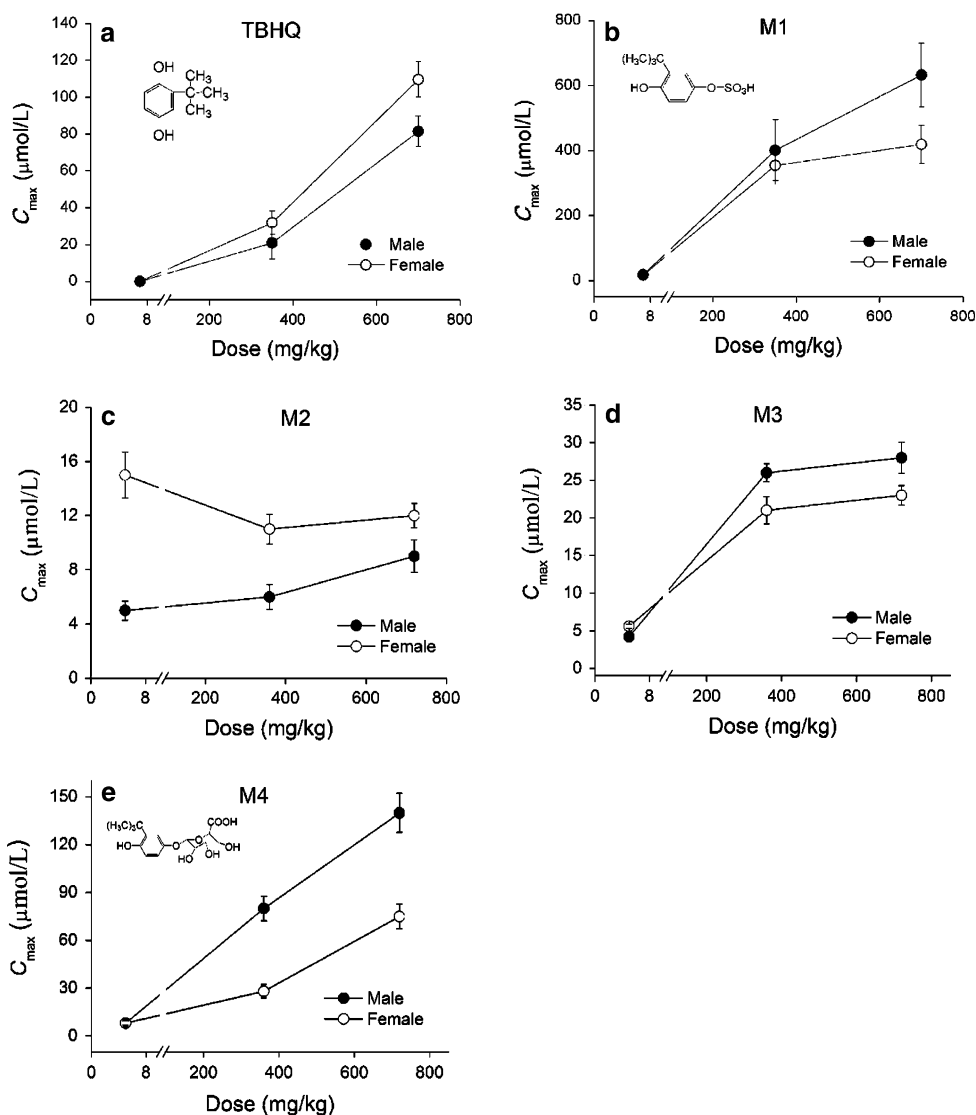 a
TBHQ
OH
CH₃
C—CH₃
CH₃
OH
140
120
100
80
60
40
20
0
C max (μmol/L)
Male
Female
0 8 200 400 600 800
Dose (mg/kg)
b
M1
(H₃C)₃C
HO
O—SO₃H
800
600
400
200
0
C max (μmol/L)
Male
Female
0 8 200 400 600 800
Dose (mg/kg)
c
M2
20
16
12
8
4
0
C max (μmol/L)
Male
Female
0 8 200 400 600 800
Dose (mg/kg)
d
M3
35
30
25
20
15
10
5
0
C max (μmol/L)
Male
Female
0 8 200 400 600 800
Dose (mg/kg)
e
M4
(H₃C)₃C
HO
O
O
COOH
HO
OH
OH
150
120
90
60
30
0
C max (μmol/L)
Male
Female
0 8 200 400 600 800
Dose (mg/kg)